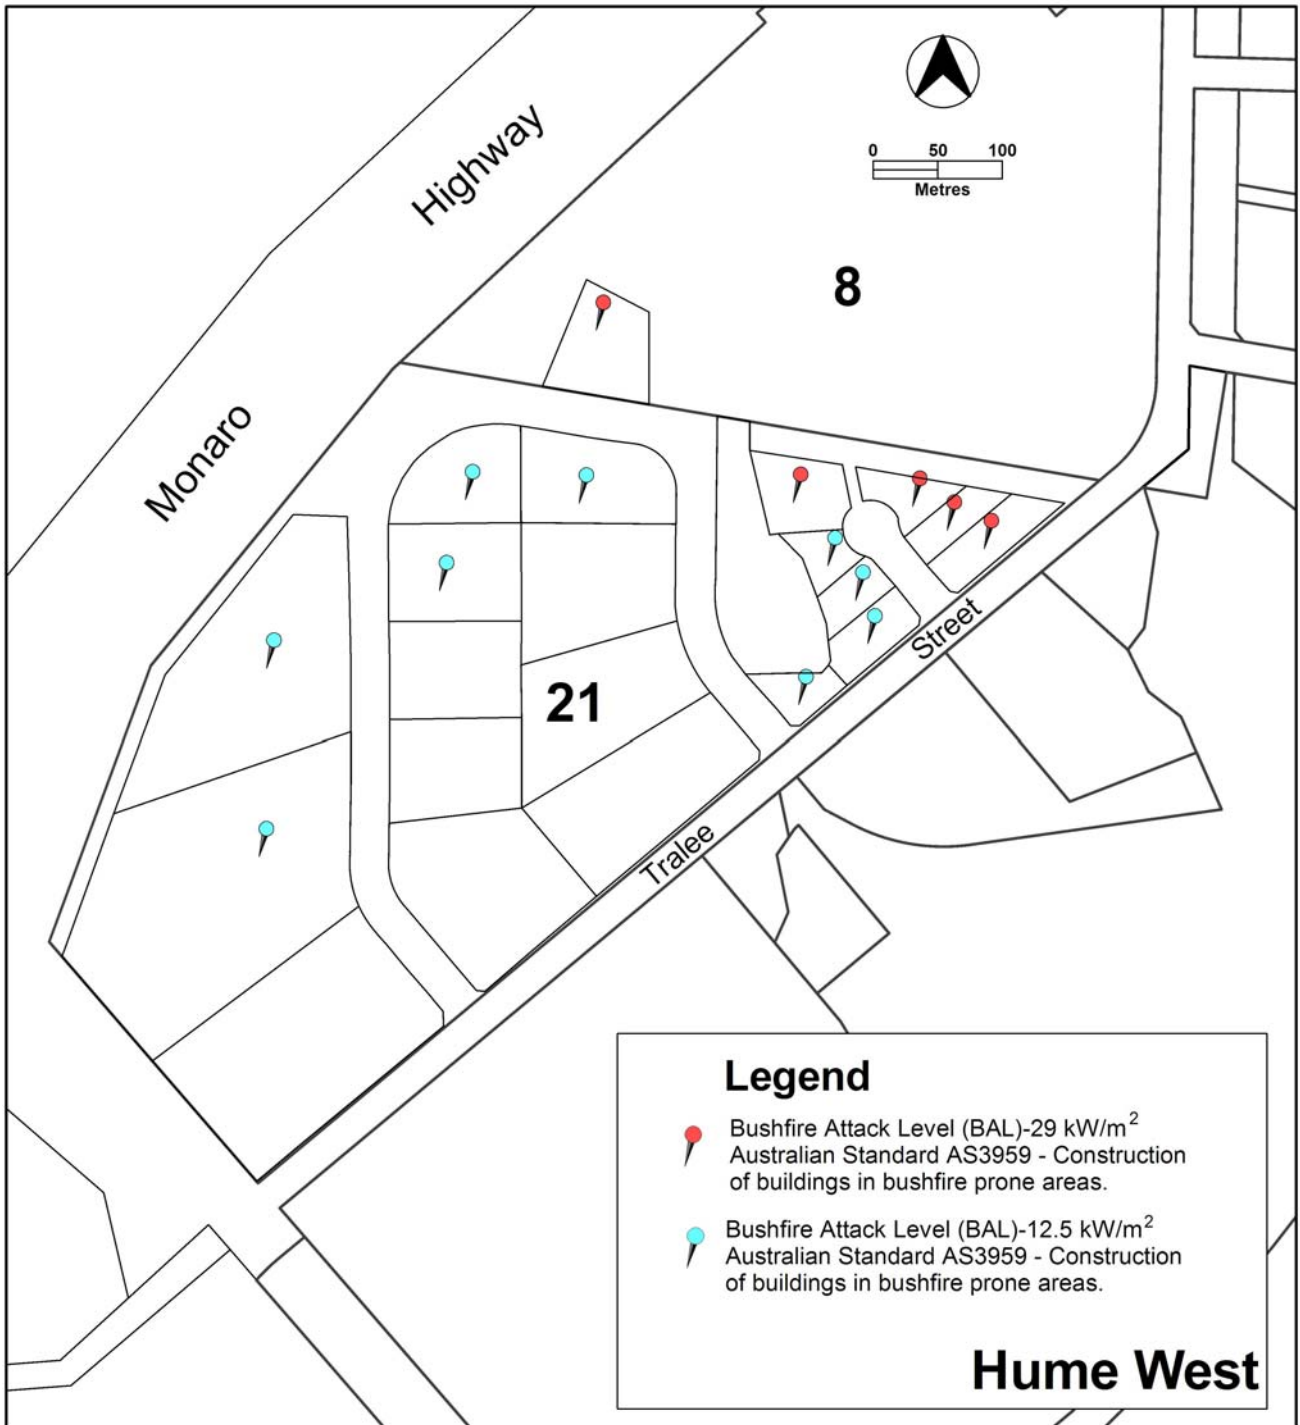 Highway
0 50 100
Metres
8
Monaro
Street
21
Tralee
Legend
Bushfire Attack Level (BAL)-29 kW/m²
Australian Standard AS3959 - Construction
of buildings in bushfire prone areas.
Bushfire Attack Level (BAL)-12.5 kW/m²
Australian Standard AS3959 - Construction
of buildings in bushfire prone areas.
Hume West